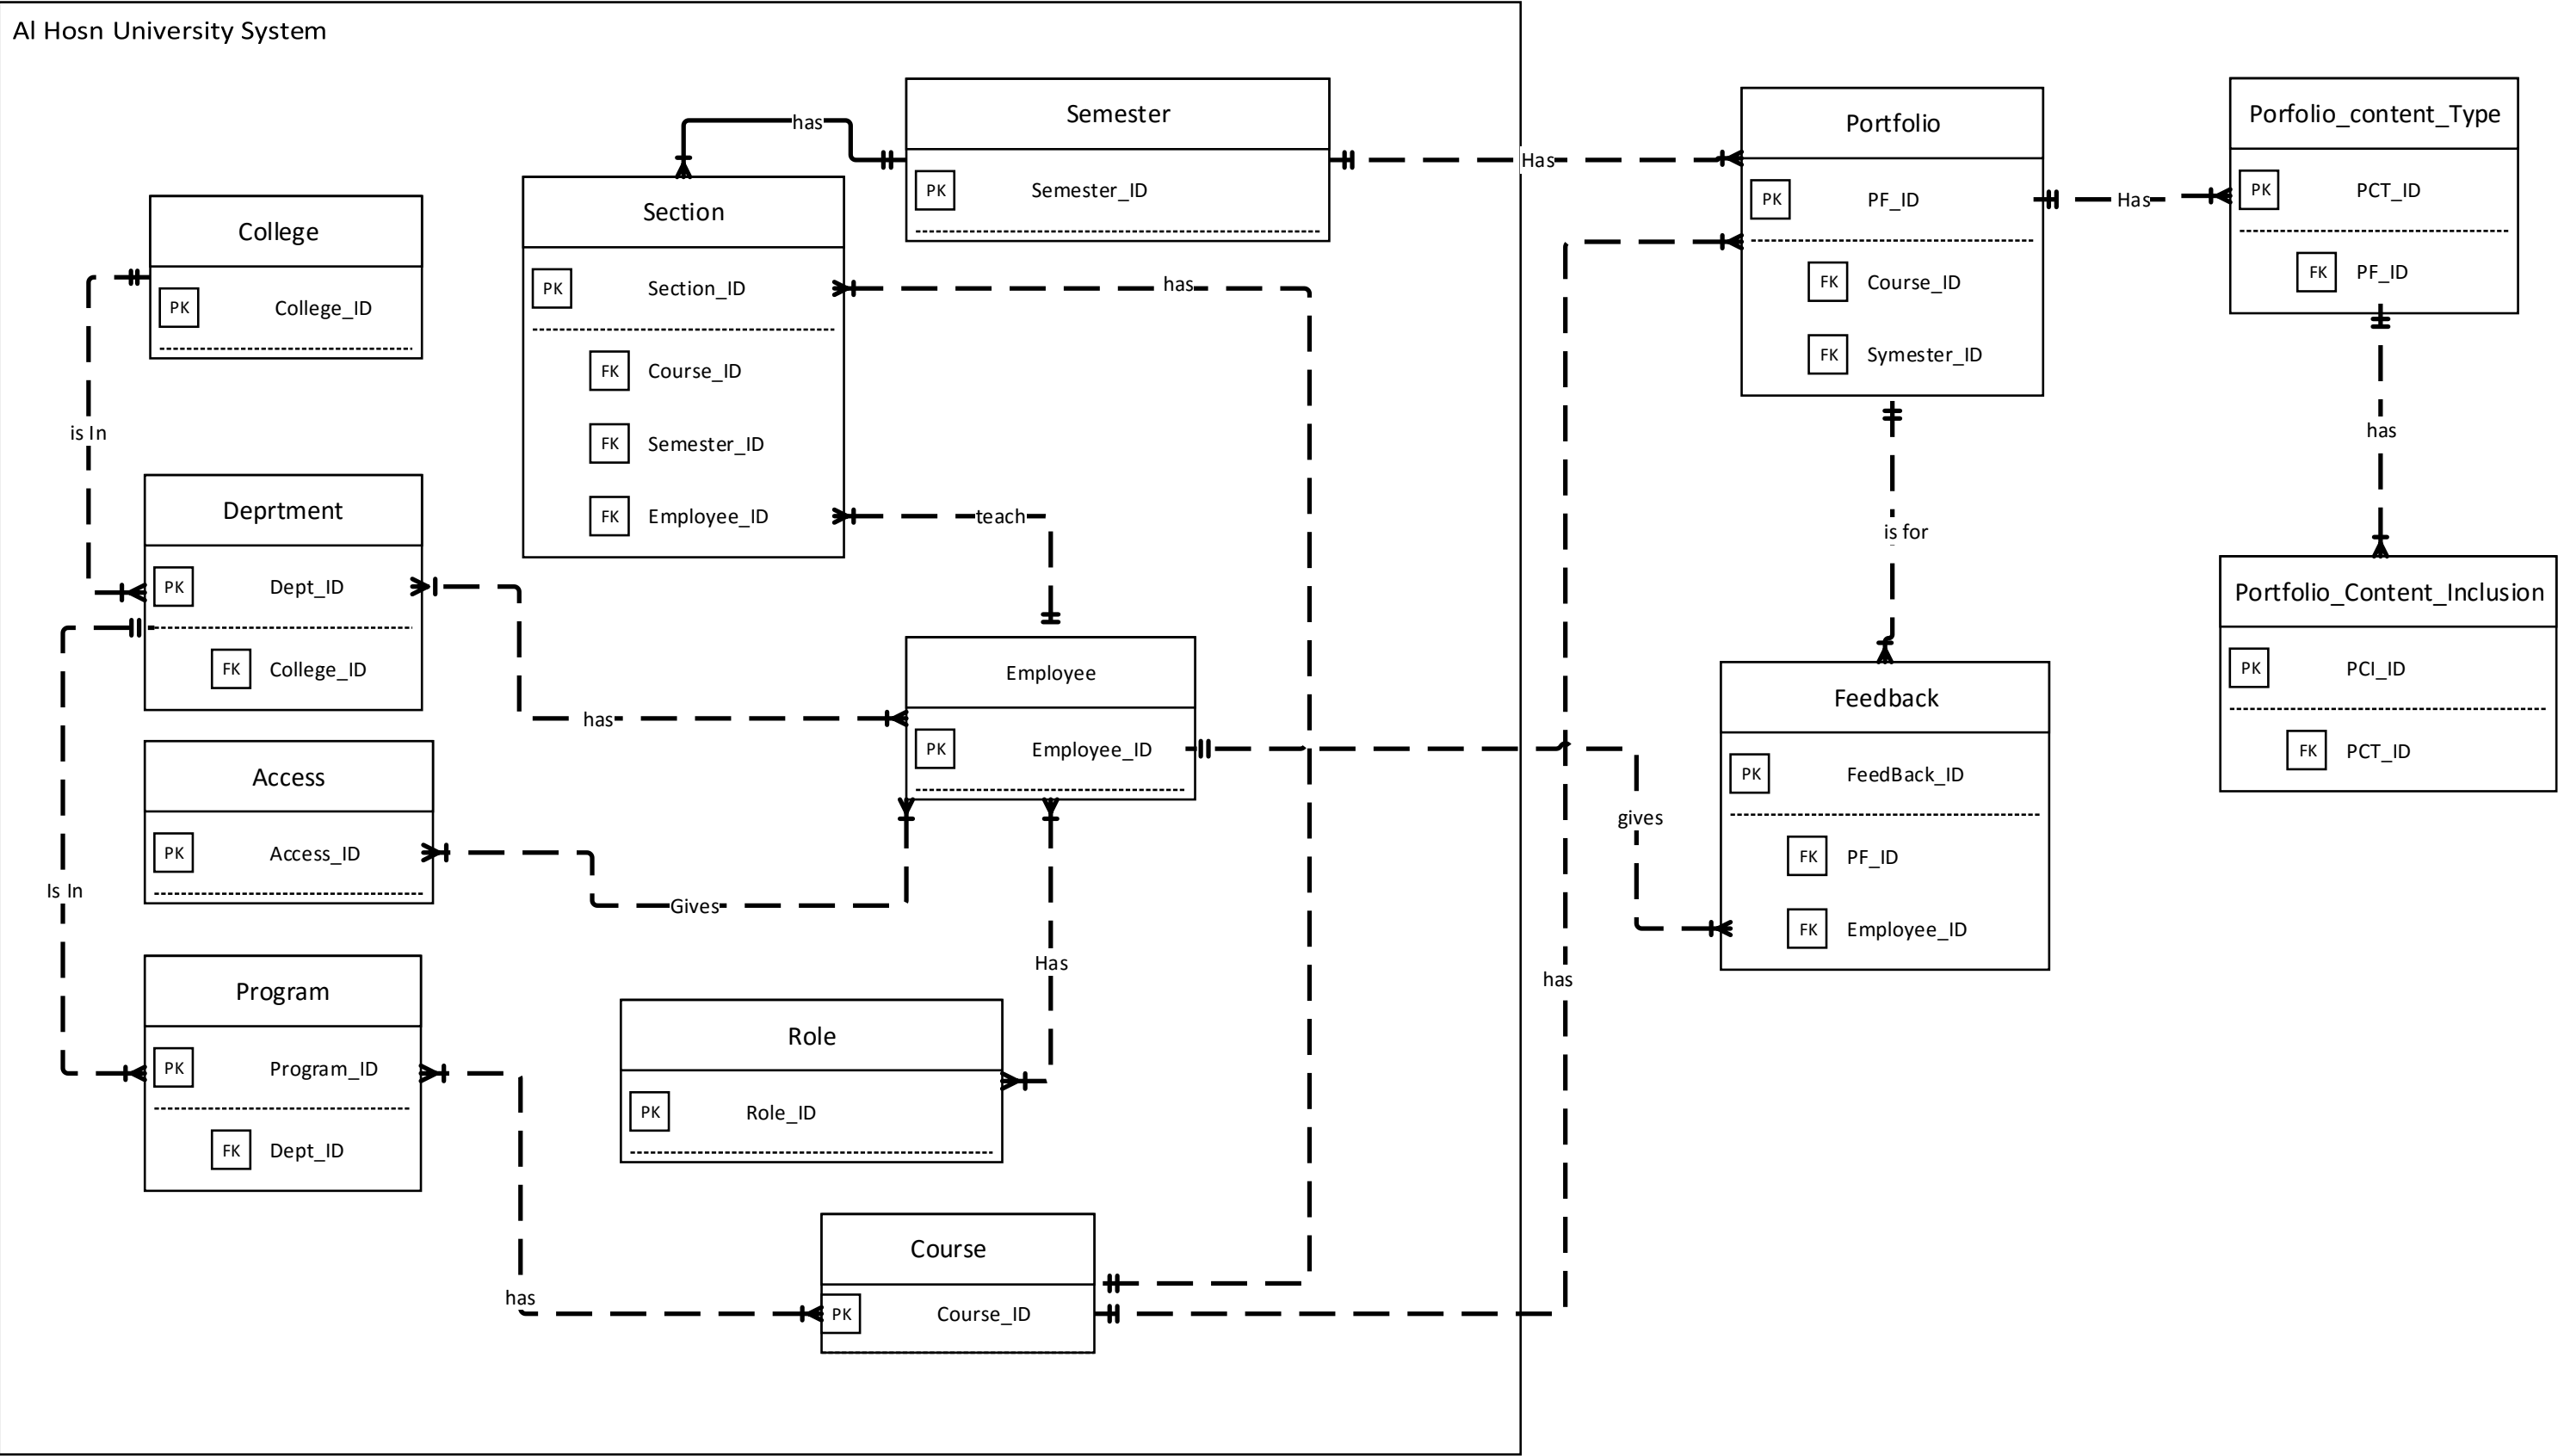 Al Hosn University System
Semester
PK Semester_ID
has
Section
PK Section_ID
FK Course_ID
FK Semester_ID
FK Employee_ID
College
PK College_ID
is In
Deprtment
PK Dept_ID
FK College_ID
has
teach
has
Employee
PK Employee_ID
Access
PK Access_ID
Gives
Is In
Program
PK Program_ID
FK Dept_ID
Has
Role
PK Role_ID
has
Course
PK Course_ID
Has
Portfolio
PK PF_ID
FK Course_ID
FK Symester_ID
Has
Porfolio_content_Type
PK PCT_ID
FK PF_ID
has
is for
Portfolio_Content_Inclusion
PK PCI_ID
FK PCT_ID
Feedback
PK FeedBack_ID
FK PF_ID
FK Employee_ID
gives
has